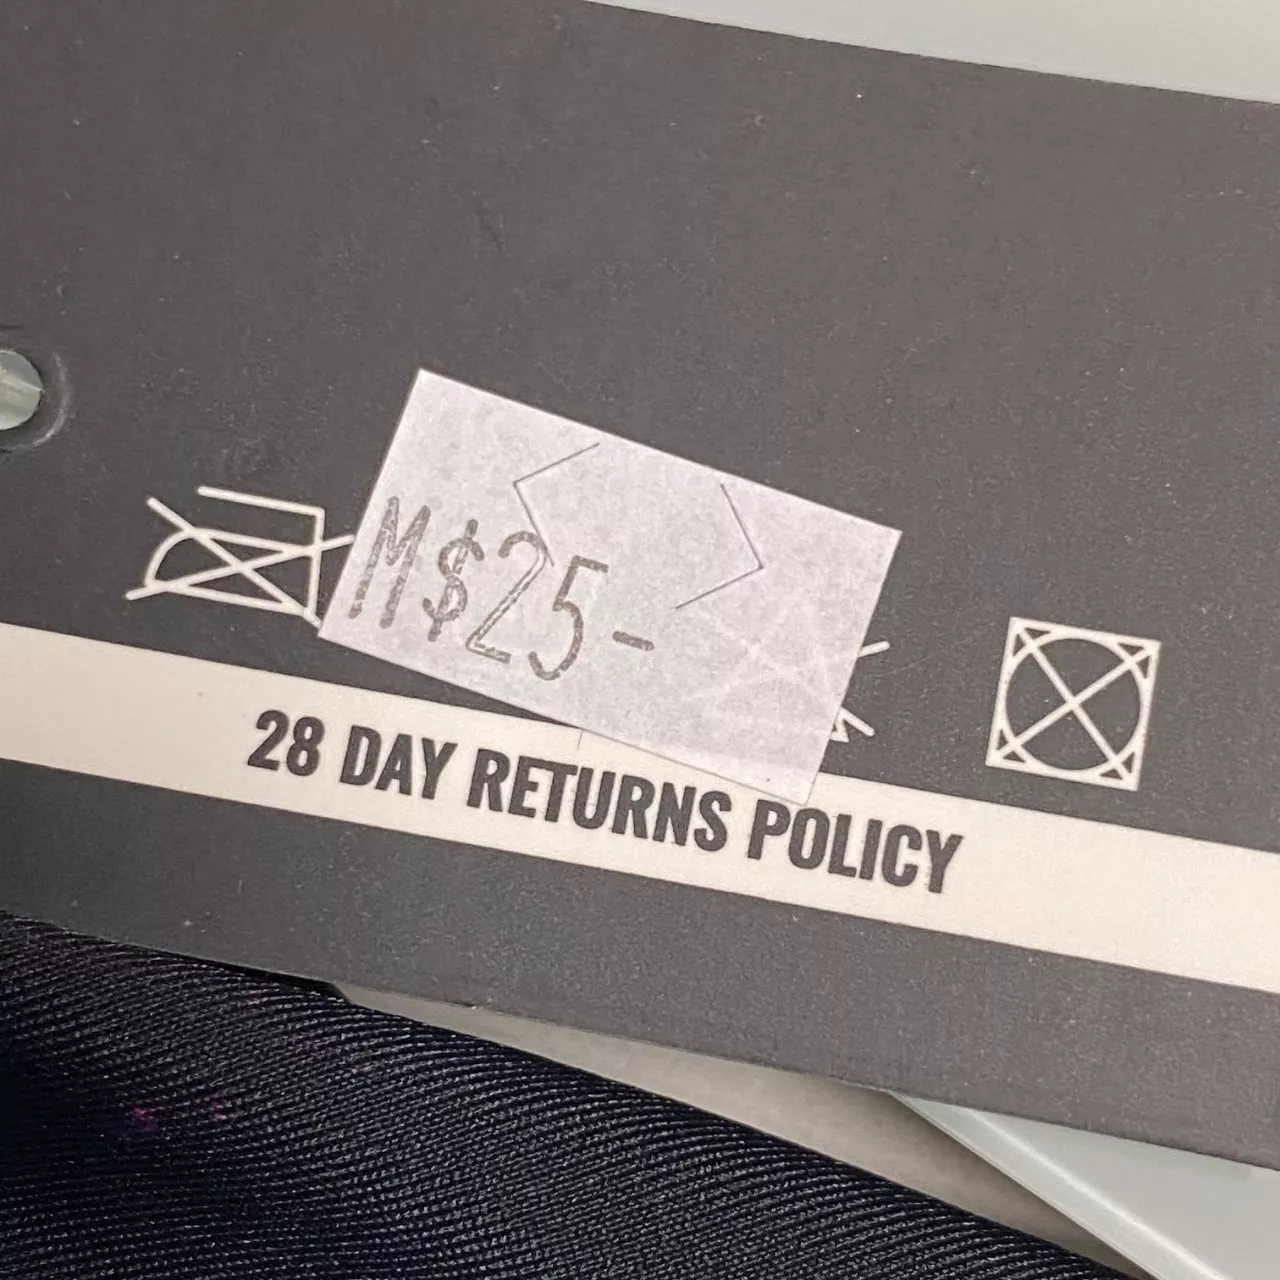 M$25-
28 DAY RETURNS POLICY